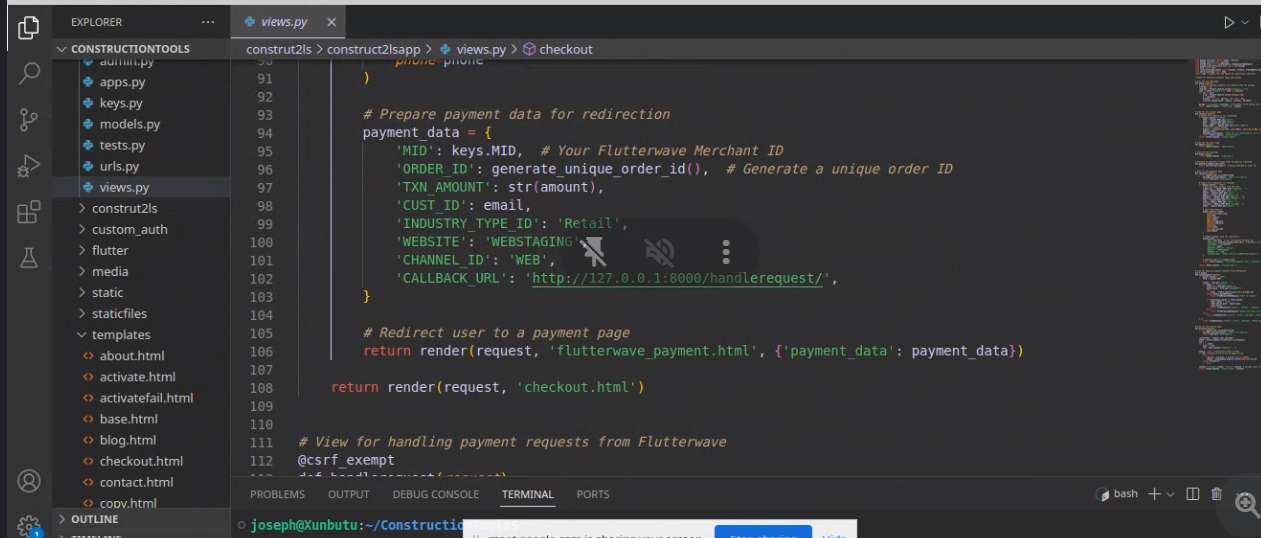 EXPLORER
views.py
CONSTRUCTIONTOOLS
construt2ls > construct2lsapp > views.py > checkout
admin.py
apps.py
keys.py
models.py
tests.py
urls.py
views.py
construt2ls
custom_auth
flutter
media
static
staticfiles
templates
about.html
activate.html
activatefail.html
base.html
blog.html
checkout.html
contact.html
copy.html
OUTLINE
TIMELINE
1
90 phone=phone
91 )
92
93 # Prepare payment data for redirection
94 payment_data = {
95 'MID': keys.MID,  # Your Flutterwave Merchant ID
96 'ORDER_ID': generate_unique_order_id(),  # Generate a unique order ID
97 'TXN_AMOUNT': str(amount),
98 'CUST_ID': email,
99 'INDUSTRY_TYPE_ID': 'Retail',
100 'WEBSITE': 'WEBSTAGING'
101 'CHANNEL_ID': 'WEB',
102 'CALLBACK_URL': 'http://127.0.0.1:8000/handlerequest/',
103 }
104
105 # Redirect user to a payment page
106 return render(request, 'flutterwave_payment.html', {'payment_data': payment_data})
107
108 return render(request, 'checkout.html')
109
110
111 # View for handling payment requests from Flutterwave
112 @csrf_exempt
113 def handlerequest(request)
PROBLEMS OUTPUT DEBUG CONSOLE TERMINAL PORTS
bash
joseph@Xunbutu:~/Construction
meet.google.com is sharing your screen. Stop sharing Hide